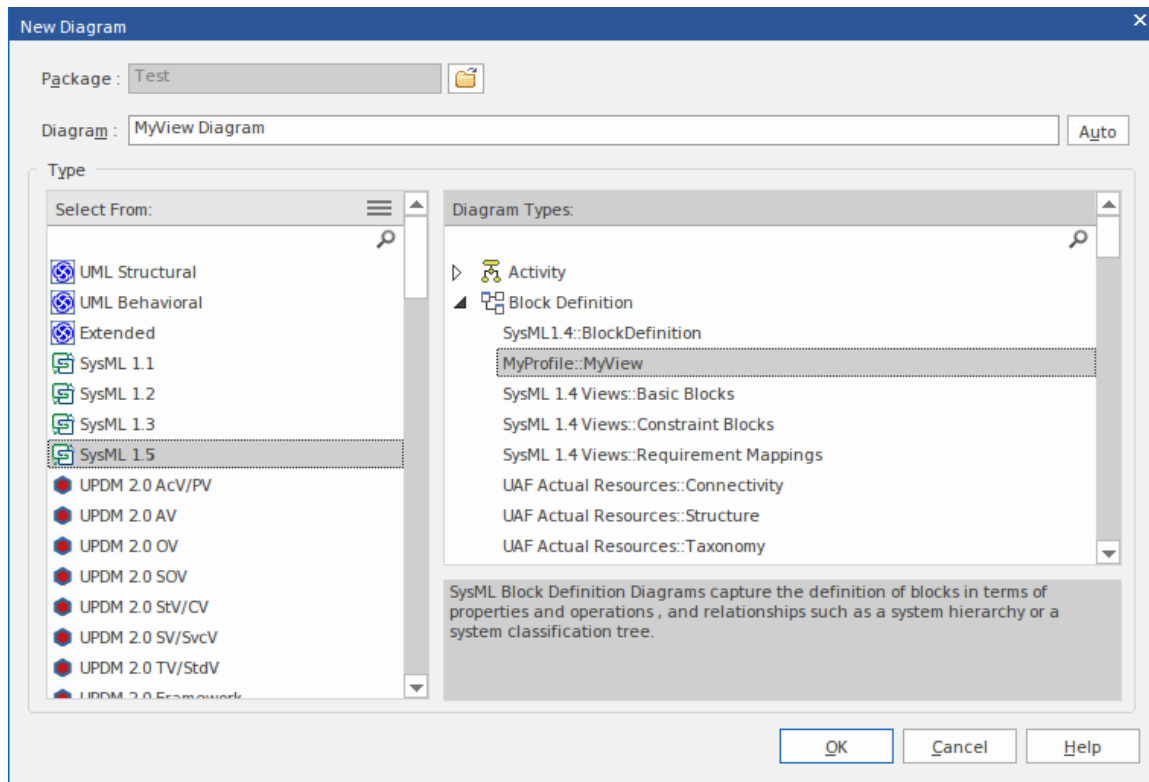 New Diagram
Package :
Test
Diagram :
MyView Diagram
Auto
Type
Select From:
UML Structural
UML Behavioral
Extended
SysML 1.1
SysML 1.2
SysML 1.3
SysML 1.5
UPDM 2.0 AcV/PV
UPDM 2.0 AV
UPDM 2.0 OV
UPDM 2.0 SOV
UPDM 2.0 StV/CV
UPDM 2.0 SV/SvcV
UPDM 2.0 TV/StdV
UPDM 2.0 Framework
Diagram Types:
Activity
Block Definition
SysML1.4::BlockDefinition
MyProfile::MyView
SysML 1.4 Views::Basic Blocks
SysML 1.4 Views::Constraint Blocks
SysML 1.4 Views::Requirement Mappings
UAF Actual Resources::Connectivity
UAF Actual Resources::Structure
UAF Actual Resources::Taxonomy
SysML Block Definition Diagrams capture the definition of blocks in terms of
properties and operations , and relationships such as a system hierarchy or a
system classification tree.
OK
Cancel
Help